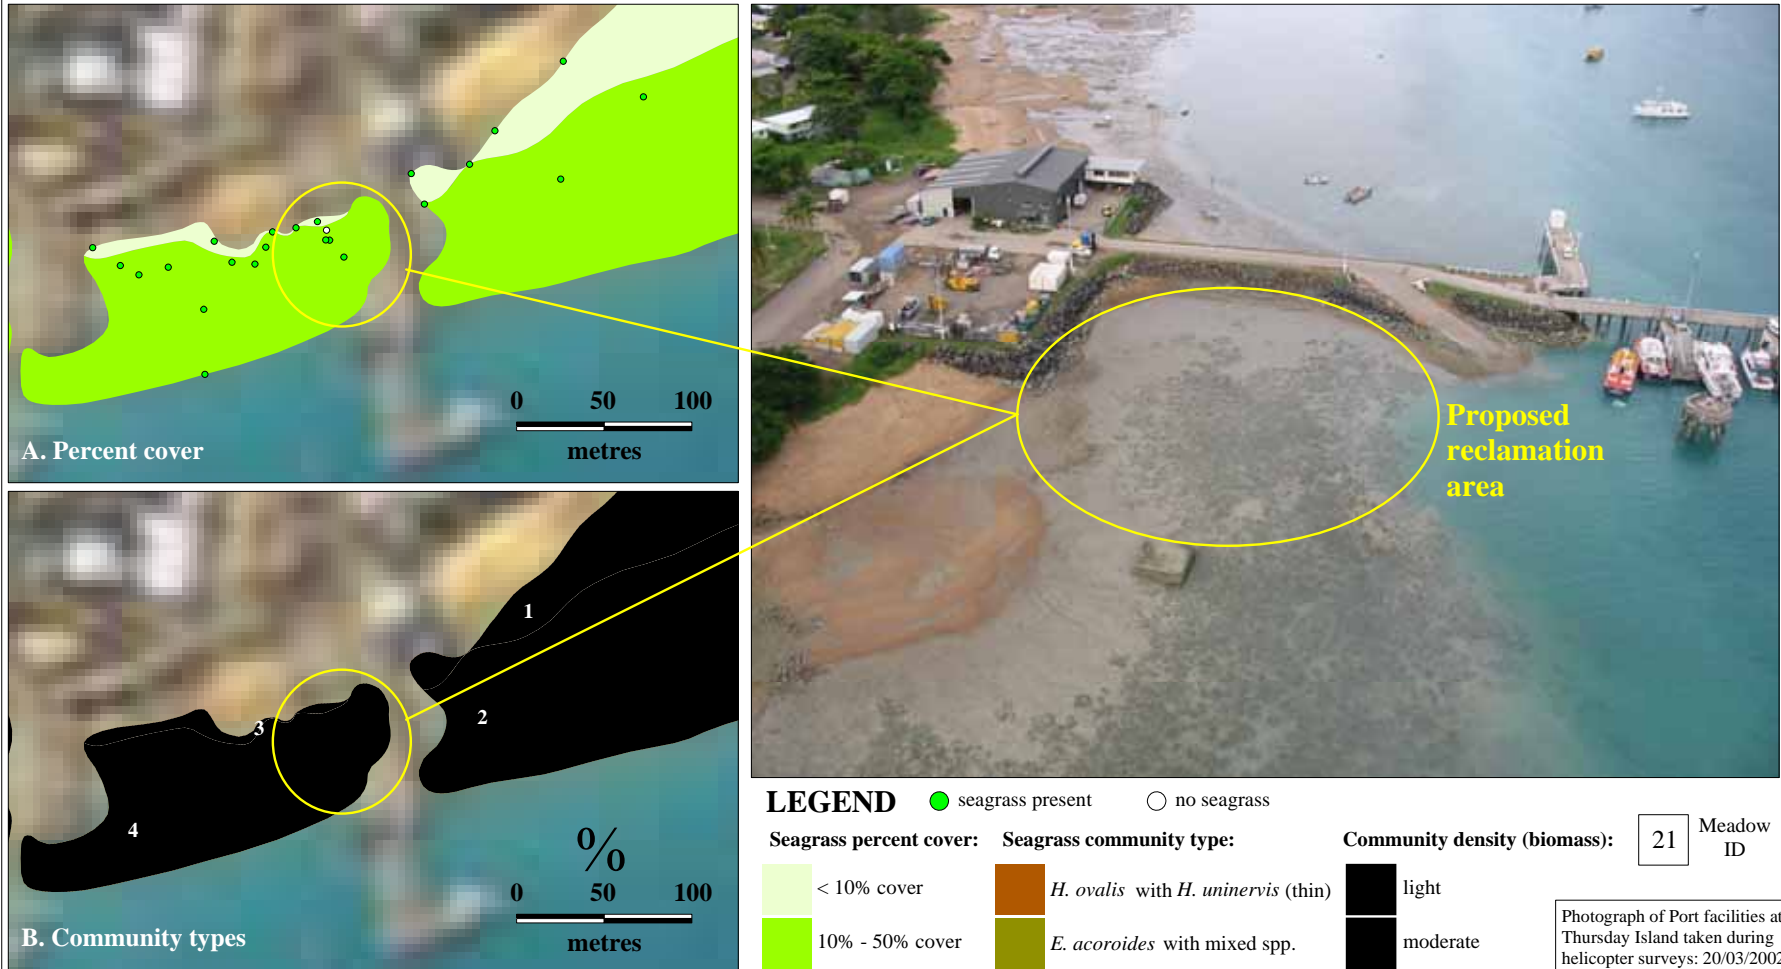 0 50 100
metres
A. Percent cover
1
2
3
4
%
0 50 100
metres
B. Community types
Proposed
reclamation
area
LEGEND seagrass present no seagrass
Seagrass percent cover: Seagrass community type: Community density (biomass): 21 Meadow
ID
< 10% cover H. ovalis with H. uninervis (thin) light
10% - 50% cover E. acoroides with mixed spp. moderate
Photograph of Port facilities at
Thursday Island taken during
helicopter surveys: 20/03/2002